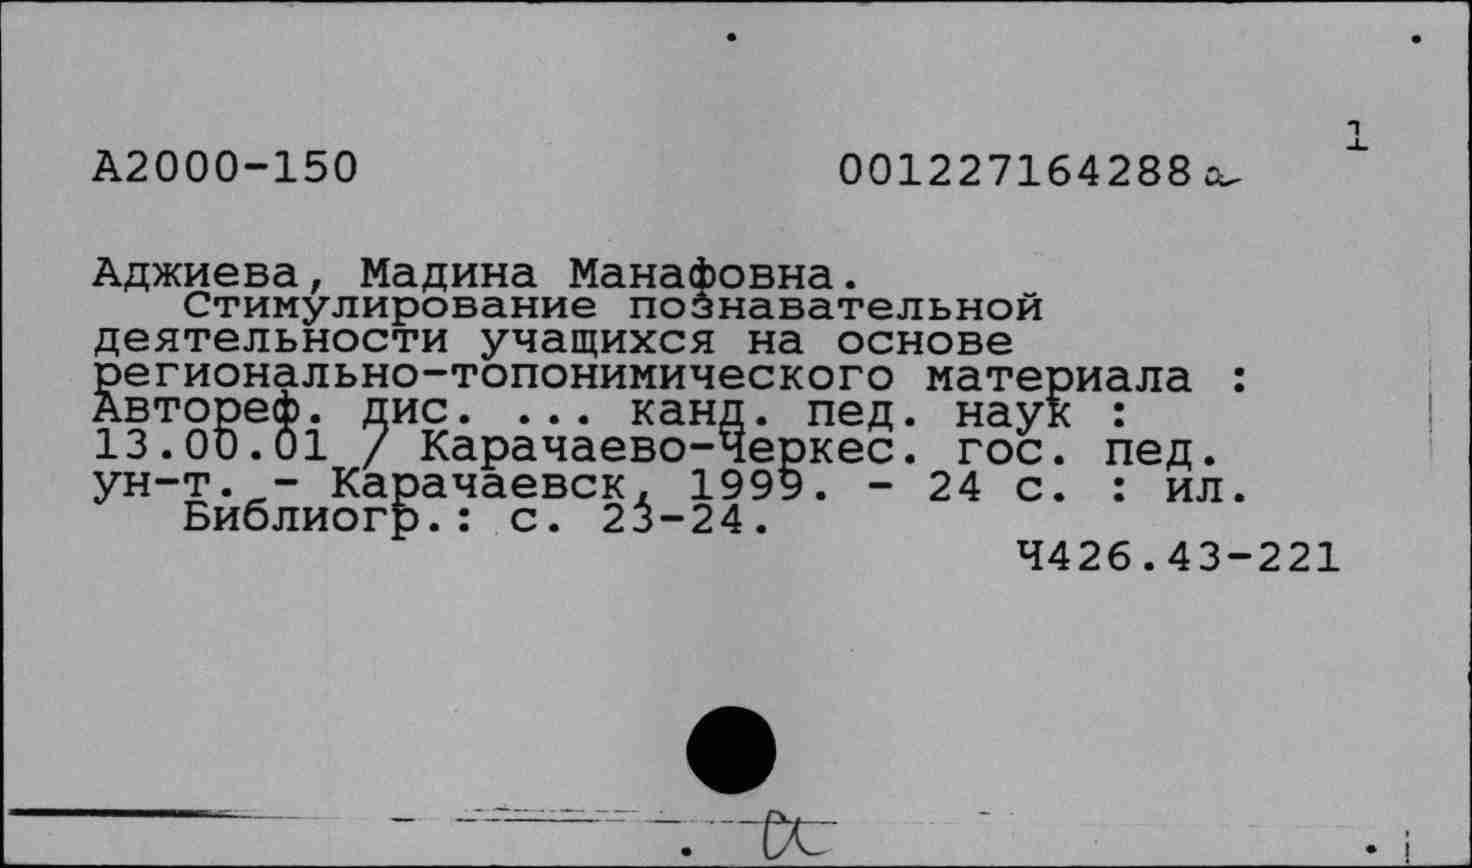 1
А2000-150 001227164288
Аджиева, Мадина Манафовна.
Стимулирование познавательной
деятельности учащихся на основе
регионально-топонимического материала :
Автореф. дис. ... канд. пед. наук :
13.00.01 / Карачаево-Черкес. гос. пед.
ун-т. - Карачаевск, 1999. - 24 с. : ил.
Библиогр.: с. 23-24.
Ч426.43-221